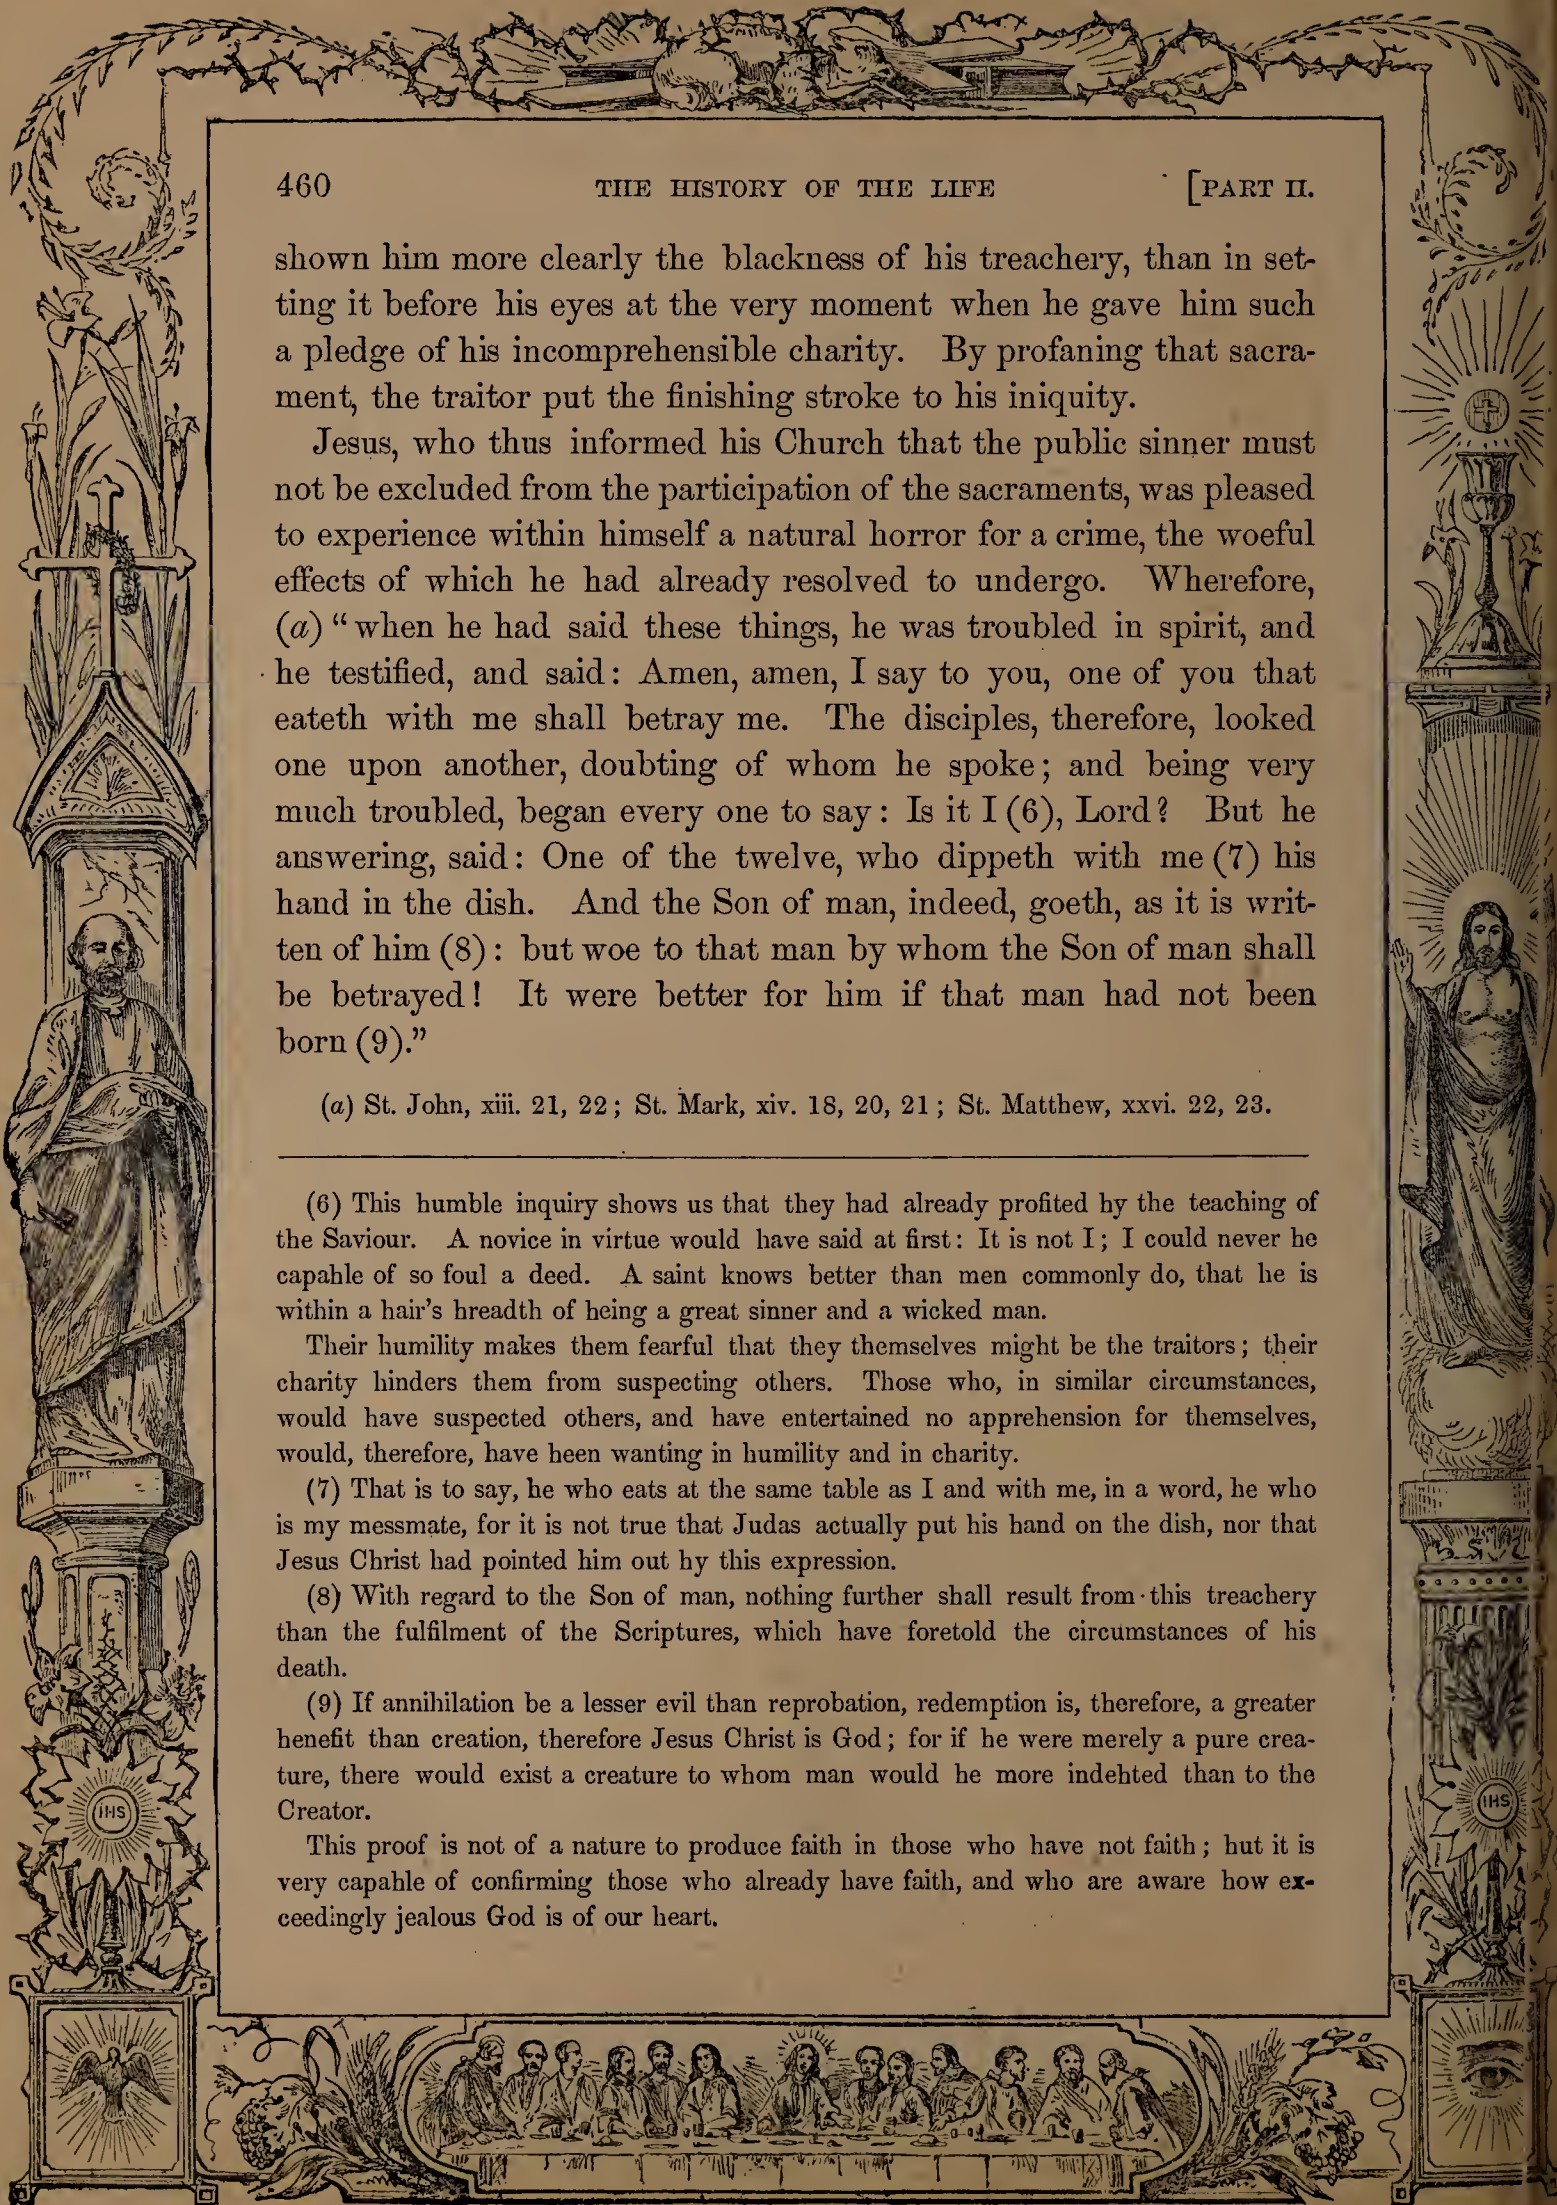 460 THE HISTORY OF THE LIFE [PART II.
shown him more clearly the blackness of his treachery, than in set-
ting it before his eyes at the very moment when he gave him such
a pledge of his incomprehensible charity. By profaning that sacra-
ment, the traitor put the finishing stroke to his iniquity.
Jesus, who thus informed his Church that the public sinner must
not be excluded from the participation of the sacraments, was pleased
to experience within himself a natural horror for a crime, the woeful
effects of which he had already resolved to undergo. Wherefore,
(a) “when he had said these things, he was troubled in spirit, and
he testified, and said: Amen, amen, I say to you, one of you that
eateth with me shall betray me. The disciples, therefore, looked
one upon another, doubting of whom he spoke; and being very
much troubled, began every one to say: Is it I (6), Lord? But he
answering, said: One of the twelve, who dippeth with me (7) his
hand in the dish. And the Son of man, indeed, goeth, as it is writ-
ten of him (8): but woe to that man by whom the Son of man shall
be betrayed! It were better for him if that man had not been
born (9).”
(a) St. John, xiii. 21, 22; St. Mark, xiv. 18, 20, 21; St. Matthew, xxvi. 22, 23.
(6) This humble inquiry shows us that they had already profited by the teaching of
the Saviour. A novice in virtue would have said at first: It is not I; I could never be
capable of so foul a deed. A saint knows better than men commonly do, that he is
within a hair's breadth of being a great sinner and a wicked man.
Their humility makes them fearful that they themselves might be the traitors; their
charity hinders them from suspecting others. Those who, in similar circumstances,
would have suspected others, and have entertained no apprehension for themselves,
would, therefore, have been wanting in humility and in charity.
(7) That is to say, he who eats at the same table as I and with me, in a word, he who
is my messmate, for it is not true that Judas actually put his hand on the dish, nor that
Jesus Christ had pointed him out by this expression.
(8) With regard to the Son of man, nothing further shall result from this treachery
than the fulfilment of the Scriptures, which have foretold the circumstances of his
death.
(9) If annihilation be a lesser evil than reprobation, redemption is, therefore, a greater
benefit than creation, therefore Jesus Christ is God; for if he were merely a pure crea-
ture, there would exist a creature to whom man would be more indebted than to the
Creator.
This proof is not of a nature to produce faith in those who have not faith; but it is
very capable of confirming those who already have faith, and who are aware how ex-
ceedingly jealous God is of our heart.
IHS
IHS